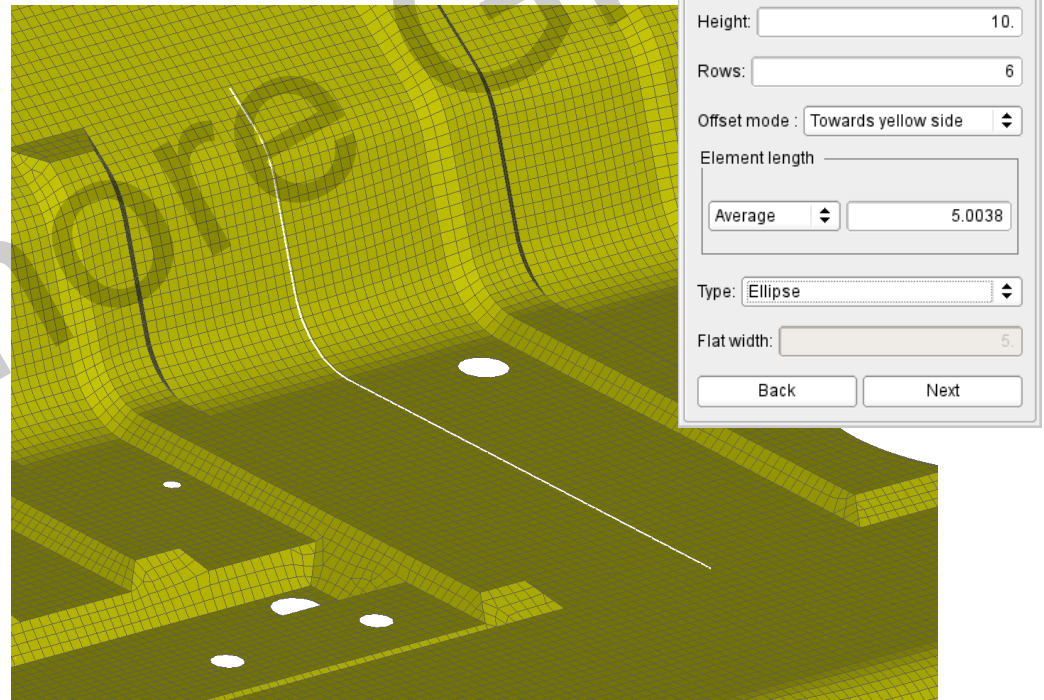 Height: 10.
Rows: 6
Offset mode : Towards yellow side
Element length
Average 5.0038
Type: Ellipse
Flat width: 5.
Back Next